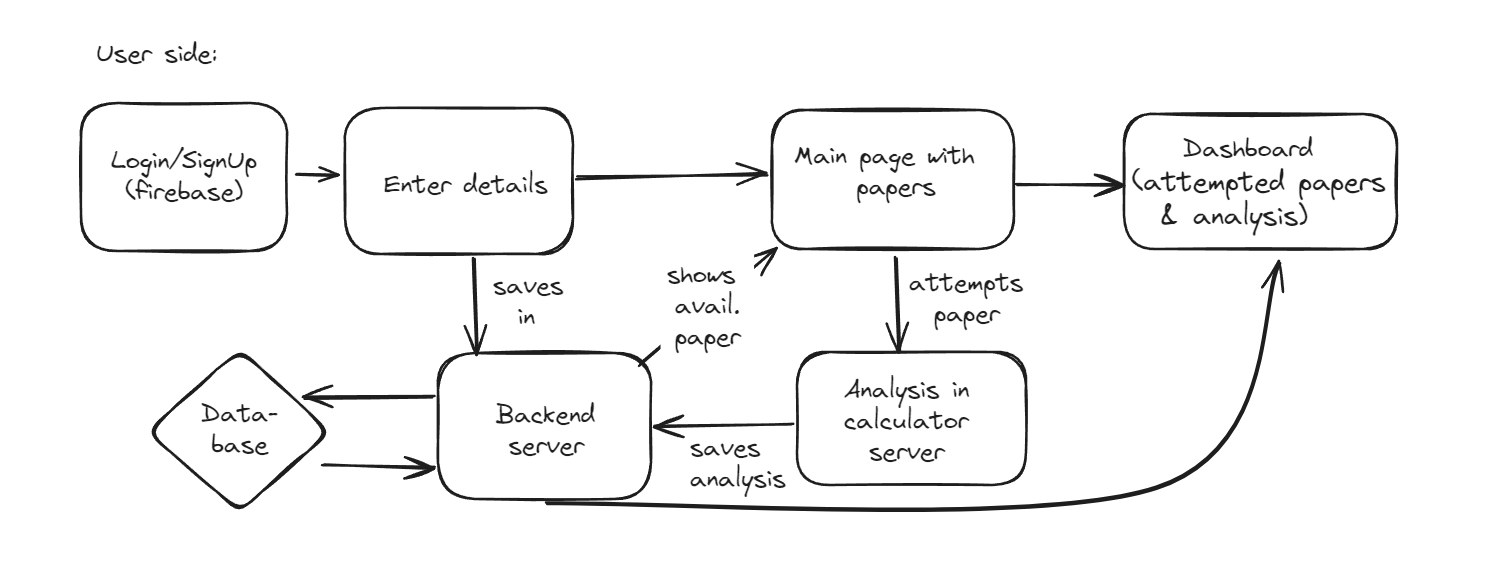 User side:
Login/SignUp
(firebase)
Enter details
Main page with
papers
Dashboard
(attempted papers
& analysis)
saves
in
shows
avail.
paper
attempts
paper
Data-
base
Backend
server
saves
analysis
Analysis in
calculator
server